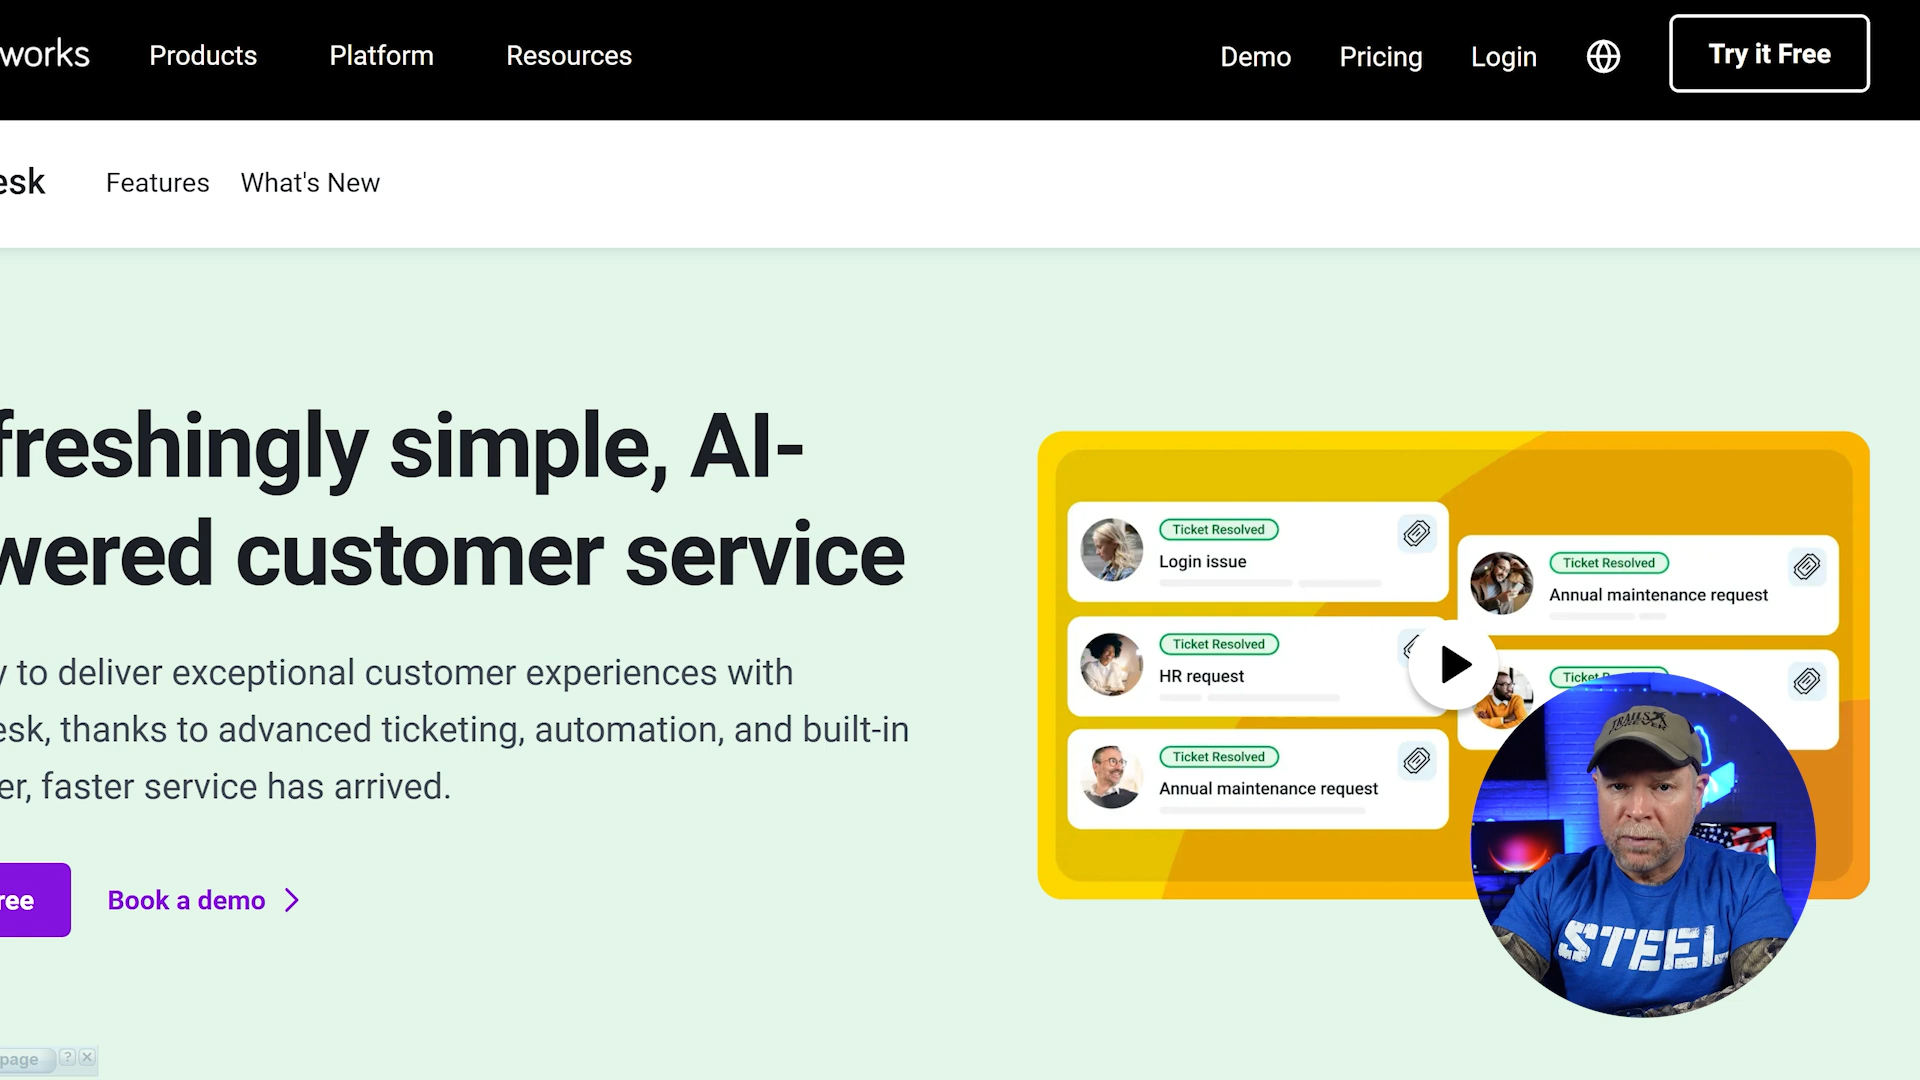 works
Products
Platform
Resources
Demo
Pricing
Login
Try it Free
esk
Features
What's New
freshingly simple, AI-
wered customer service
y to deliver exceptional customer experiences with
esk, thanks to advanced ticketing, automation, and built-in
er, faster service has arrived.
ree
Book a demo
Ticket Resolved
Login issue
Ticket Resolved
HR request
Ticket Resolved
Annual maintenance request
Ticket Resolved
Annual maintenance request
Ticket
TRAILS
FOREVER
STEEL
page
?